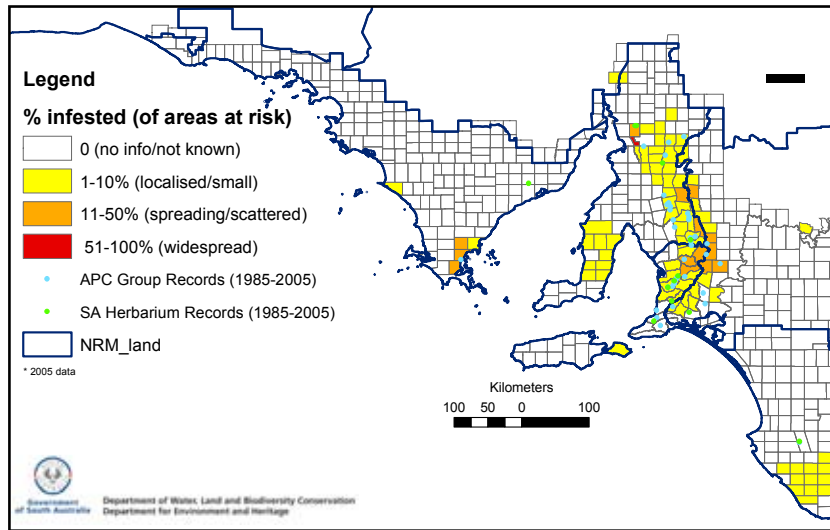 Legend
% infested (of areas at risk)
0 (no info/not known)
1-10% (localised/small)
11-50% (spreading/scattered)
51-100% (widespread)
APC Group Records (1985-2005)
SA Herbarium Records (1985-2005)
NRM_land
* 2005 data
Kilometers
100 50 0 100
Government
of South Australia
Department of Water, Land and Biodiversity Conservation
Department for Environment and Heritage